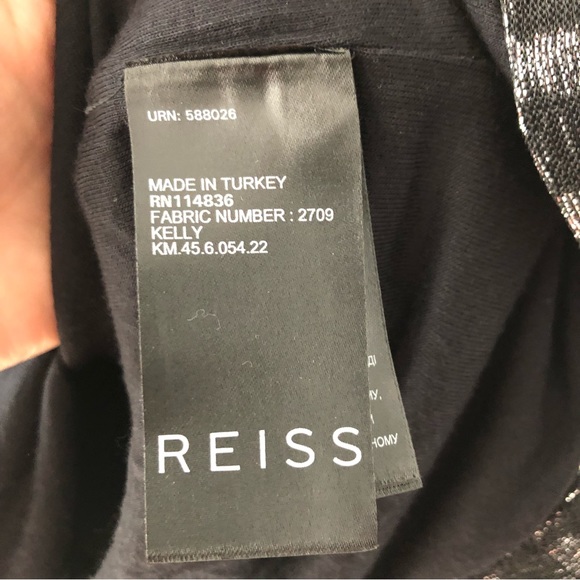 URN: 588026
MADE IN TURKEY
RN114836
FABRIC NUMBER : 2709
KELLY
KM.45.6.054.22
REISS